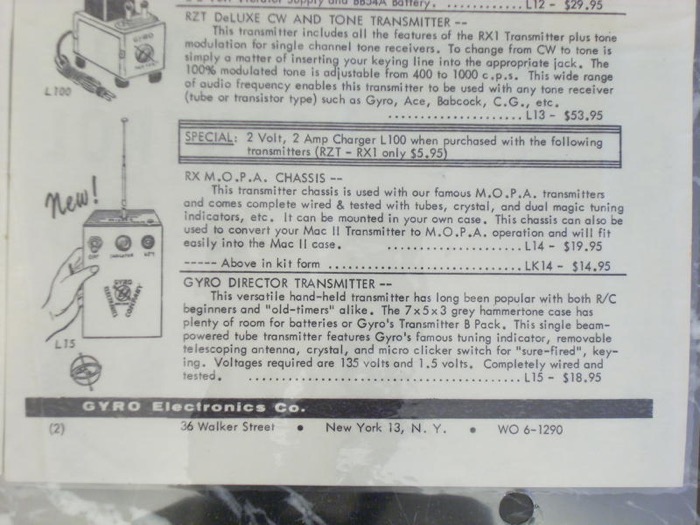 6 Volt Vibrator Supply and BB54A Battery. ............ L12 - $29.95
RZT DeLUXE CW AND TONE TRANSMITTER --
This transmitter includes all the features of the RX1 Transmitter plus tone
modulation for single channel tone receivers. To change from CW to tone is
simply a matter of inserting your keying line into the appropriate jack. The
100% modulated tone is adjustable from 400 to 1000 c.p.s. This wide range
of audio frequency enables this transmitter to be used with any tone receiver
(tube or transistor type) such as Gyro, Ace, Babcock, C.G., etc.
...................... L13 - $53.95
L100
SPECIAL: 2 Volt, 2 Amp Charger L100 when purchased with the following
transmitters (RZT - RX1 only $5.95)
RX M.O.P.A. CHASSIS --
This transmitter chassis is used with our famous M.O.P.A. transmitters
and comes complete wired & tested with tubes, crystal, and dual magic tuning
indicators, etc. It can be mounted in your own case. This chassis can also be
used to convert your Mac II Transmitter to M.O.P.A. operation and will fit
easily into the Mac II case. ...................... L14 - $19.95
----- Above in kit form ............................... LK14 - $14.95
New!
GYRO
ELECTRONICS
COMPANY
L15
GYRO DIRECTOR TRANSMITTER --
This versatile hand-held transmitter has long been popular with both R/C
beginners and "old-timers" alike. The 7x5x3 grey hammertone case has
plenty of room for batteries or Gyro's Transmitter B Pack. This single beam-
powered tube transmitter features Gyro's famous tuning indicator, removable
telescoping antenna, crystal, and micro clicker switch for "sure-fired", key-
ing. Voltages required are 135 volts and 1.5 volts. Completely wired and
tested. ........................................... L15 - $18.95
GYRO Electronics Co.
(2) 36 Walker Street • New York 13, N. Y. • WO 6-1290